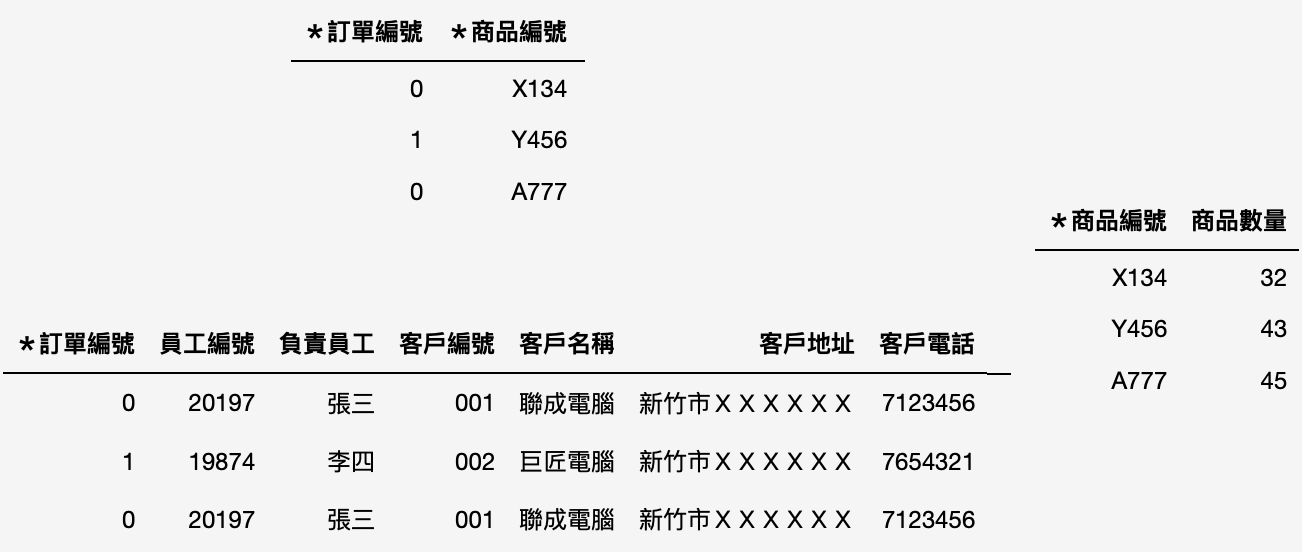 ＊訂單編號 ＊商品編號
0 X134
1 Y456
0 A777
＊商品編號 商品數量
X134 32
Y456 43
A777 45
＊訂單編號 員工編號 負責員工 客戶編號 客戶名稱 客戶地址 客戶電話
0 20197 張三 001 聯成電腦 新竹市ＸＸＸＸＸＸ 7123456
1 19874 李四 002 巨匠電腦 新竹市ＸＸＸＸＸＸ 7654321
0 20197 張三 001 聯成電腦 新竹市ＸＸＸＸＸＸ 7123456